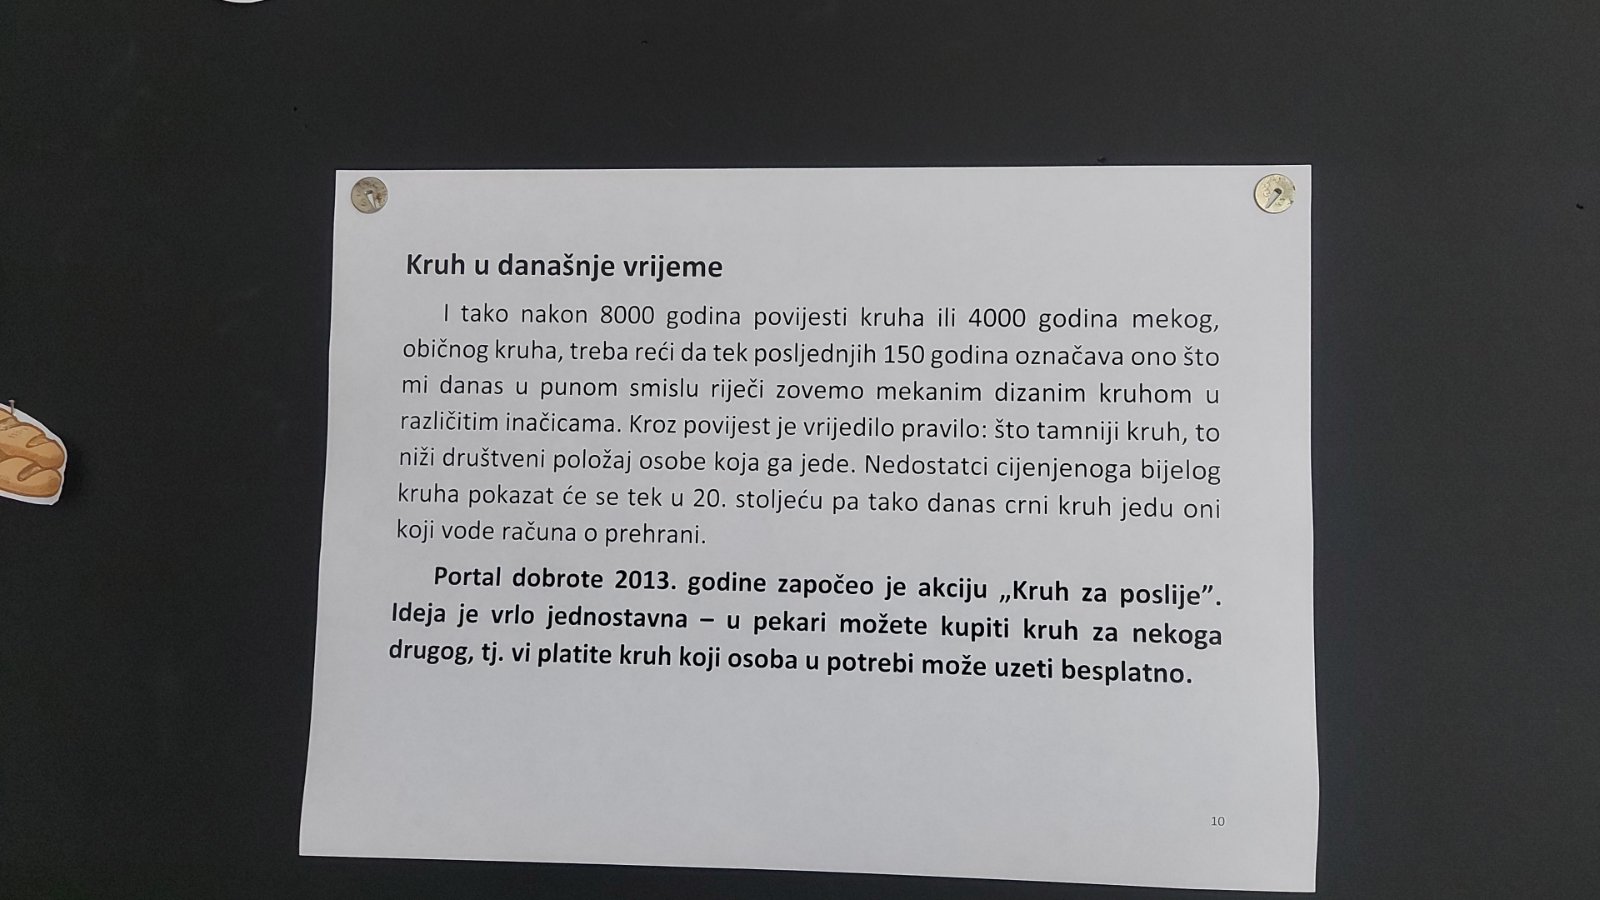 Kruh u današnje vrijeme
I tako nakon 8000 godina povijesti kruha ili 4000 godina mekog,
običnog kruha, treba reći da tek posljednjih 150 godina označava ono što
mi danas u punom smislu riječi zovemo mekanim dizanim kruhom u
različitim inačicama. Kroz povijest je vrijedilo pravilo: što tamniji kruh, to
niži društveni položaj osobe koja ga jede. Nedostatci cijenjenoga bijelog
kruha pokazat će se tek u 20. stoljeću pa tako danas crni kruh jedu oni
koji vode računa o prehrani.
Portal dobrote 2013. godine započeo je akciju „Kruh za poslije”.
Ideja je vrlo jednostavna – u pekari možete kupiti kruh za nekoga
drugog, tj. vi platite kruh koji osoba u potrebi može uzeti besplatno.
10